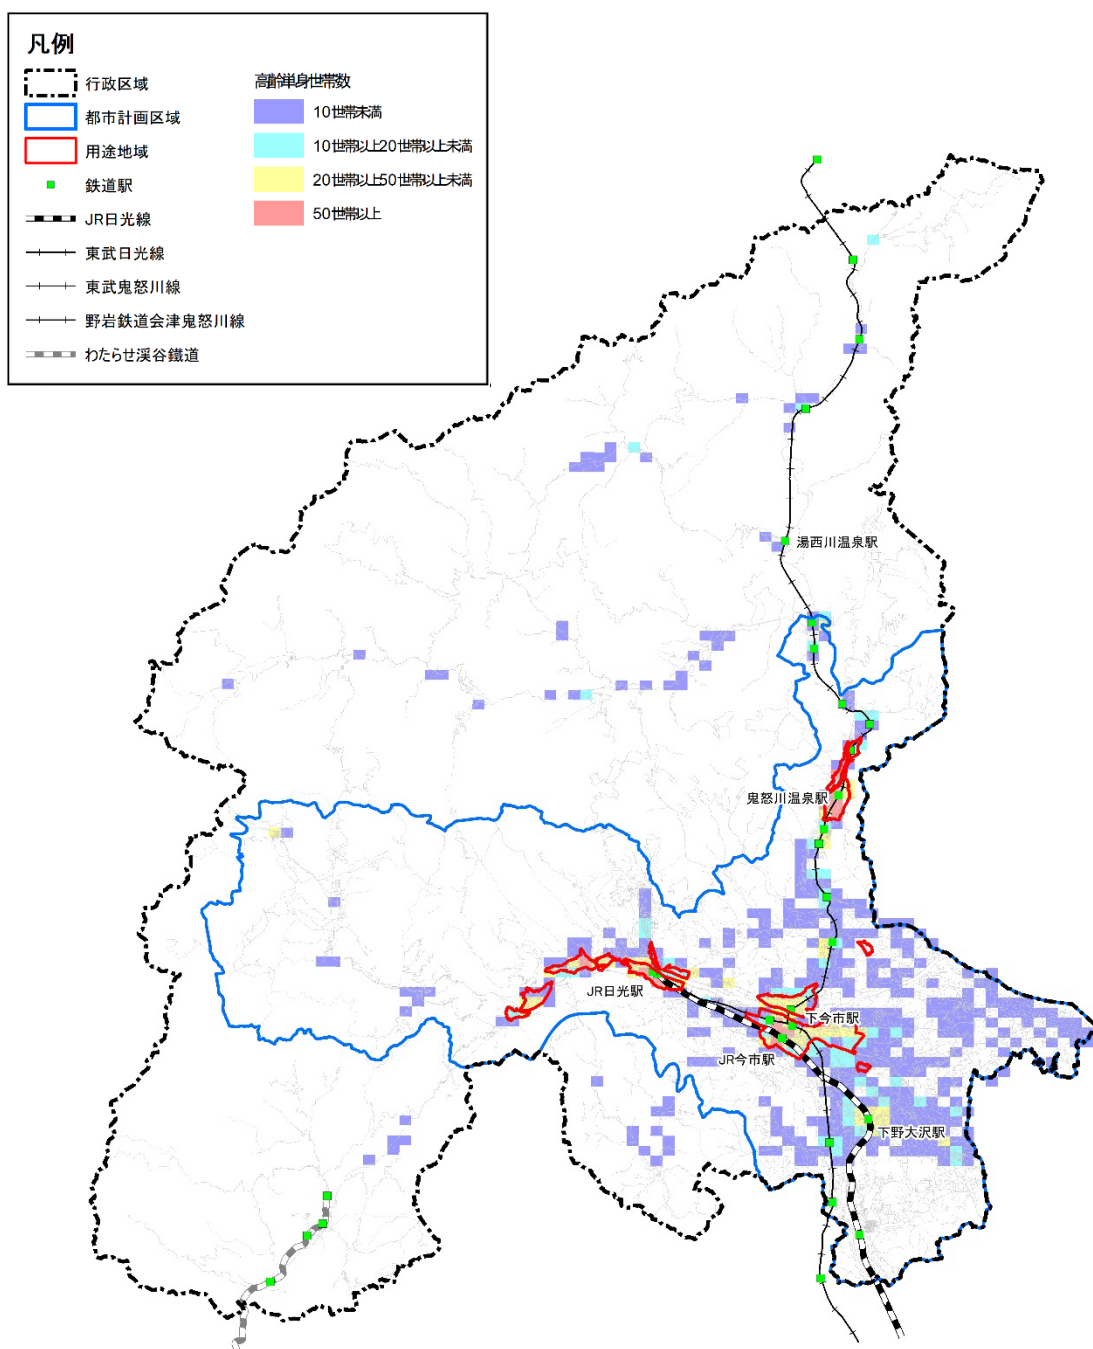 凡例
行政区域
都市計画区域
用途地域
鉄道駅
JR日光線
東武日光線
東武鬼怒川線
野岩鉄道会津鬼怒川線
わたらせ渓谷鐵道
高齢単身世帯数
10世帯未満
10世帯以上20世帯以上未満
20世帯以上50世帯以上未満
50世帯以上
湯西川温泉駅
鬼怒川温泉駅
JR日光駅
下今市駅
JR今市駅
下野大沢駅